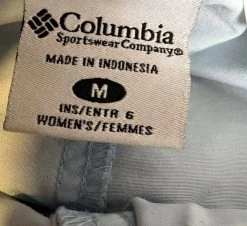 Columbia
Sportswear Company®
MADE IN INDONESIA
M
INS/ENTR 6
WOMEN'S/FEMMES